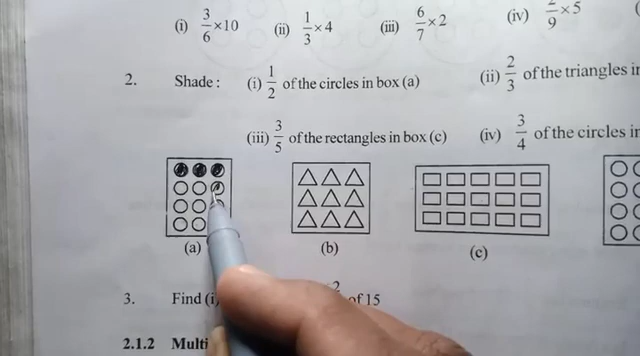 (i) 3/6 ×10 (ii) 1/3 ×4 (iii) 6/7 ×2 (iv) /9 ×5
2. Shade : (i) 1/2 of the circles in box (a) (ii) 2/3 of the triangles
(iii) 3/5 of the rectangles in box (c) (iv) 3/4 of the circles
(a) (b) (c)
3. Find (i) 2 of 15
2.1.2